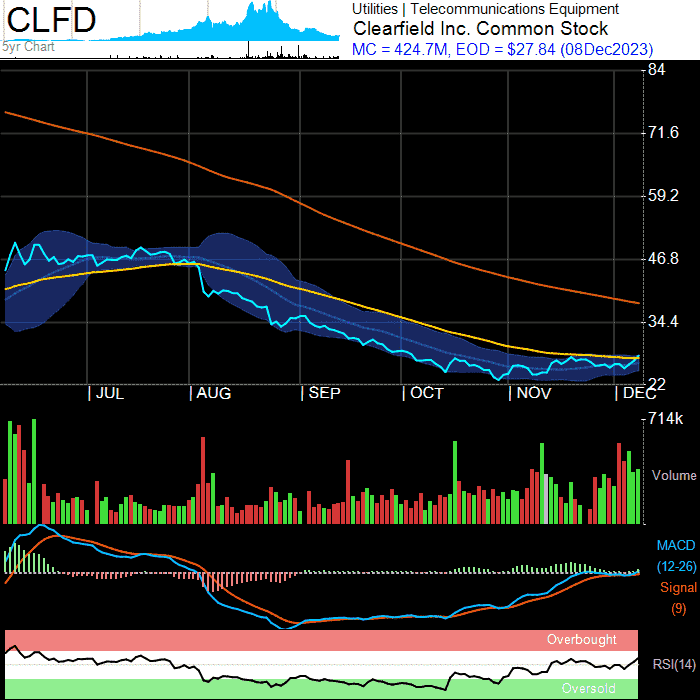 CLFD
5yr Chart
Utilities | Telecommunications Equipment
Clearfield Inc. Common Stock
MC = 424.7M, EOD = $27.84 (08Dec2023)
84
71.6
59.2
46.8
34.4
22
JUL
AUG
SEP
OCT
NOV
DEC
714k
Volume
MACD
(12-26)
Signal
(9)
Overbought
RSI(14)
Oversold